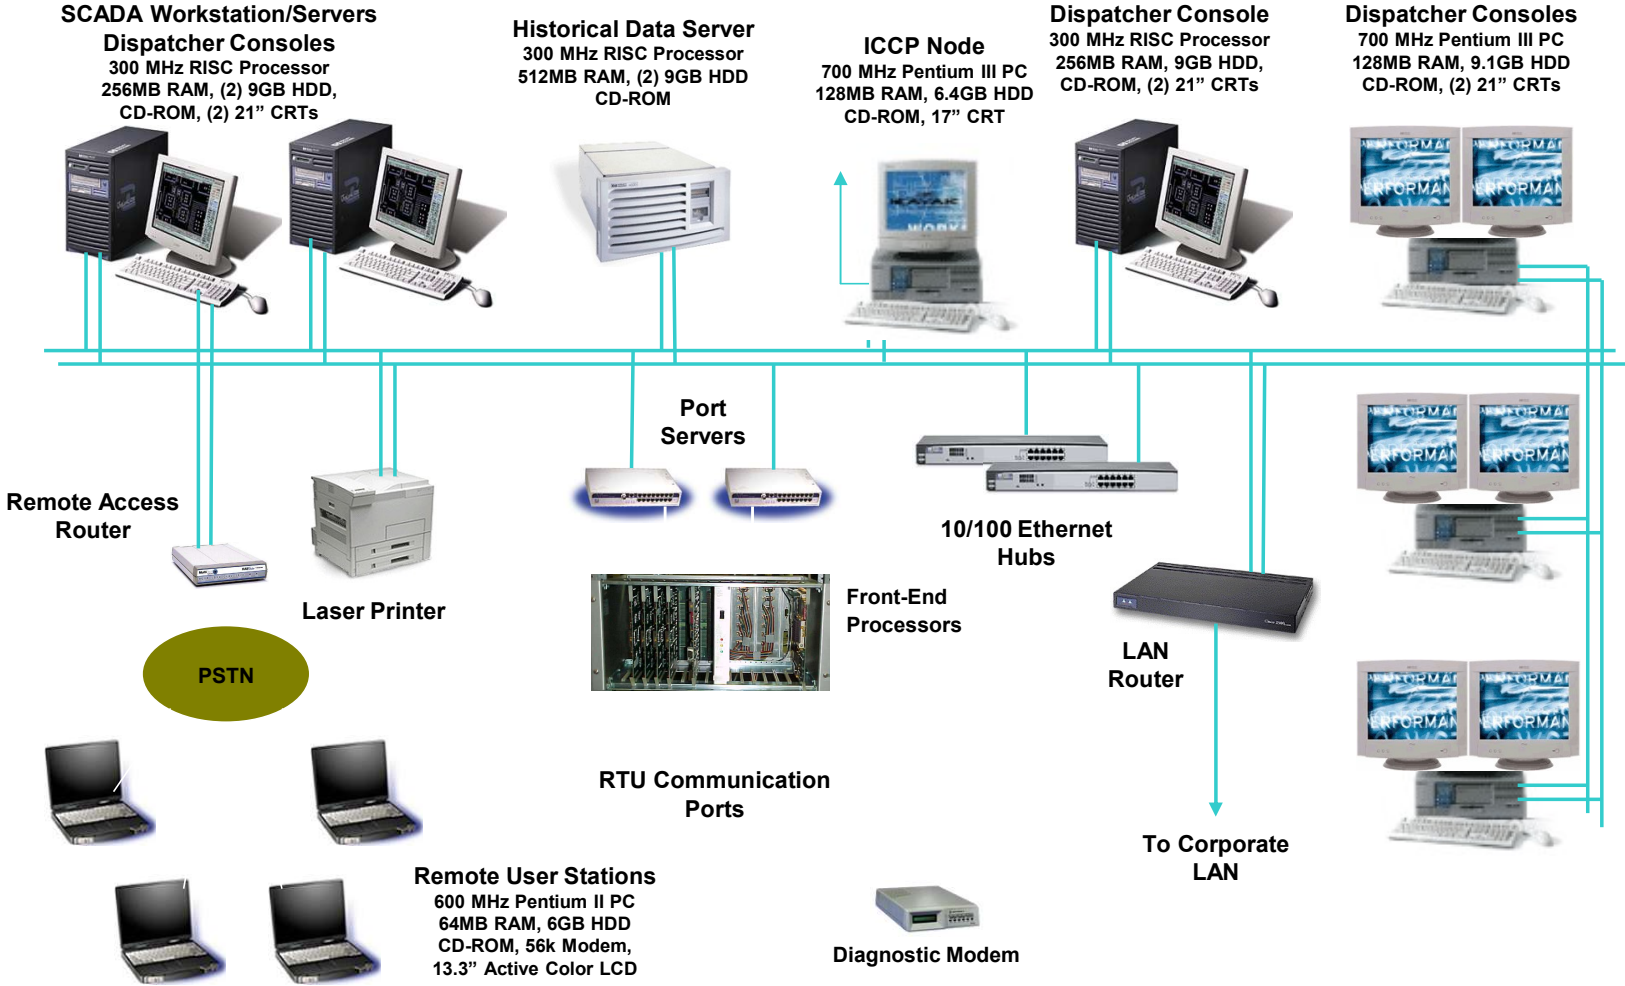 SCADA Workstation/Servers
Dispatcher Consoles
300 MHz RISC Processor
256MB RAM, (2) 9GB HDD,
CD-ROM, (2) 21” CRTs
Historical Data Server
300 MHz RISC Processor
512MB RAM, (2) 9GB HDD
CD-ROM
ICCP Node
700 MHz Pentium III PC
128MB RAM, 6.4GB HDD
CD-ROM, 17” CRT
Dispatcher Console
300 MHz RISC Processor
256MB RAM, 9GB HDD,
CD-ROM, (2) 21” CRTs
Dispatcher Consoles
700 MHz Pentium III PC
128MB RAM, 9.1GB HDD
CD-ROM, (2) 21” CRTs
Port
Servers
Remote Access
Router
Laser Printer
10/100 Ethernet
Hubs
Front-End
Processors
LAN
Router
PSTN
RTU Communication
Ports
To Corporate
LAN
Remote User Stations
600 MHz Pentium II PC
64MB RAM, 6GB HDD
CD-ROM, 56k Modem,
13.3” Active Color LCD
Diagnostic Modem